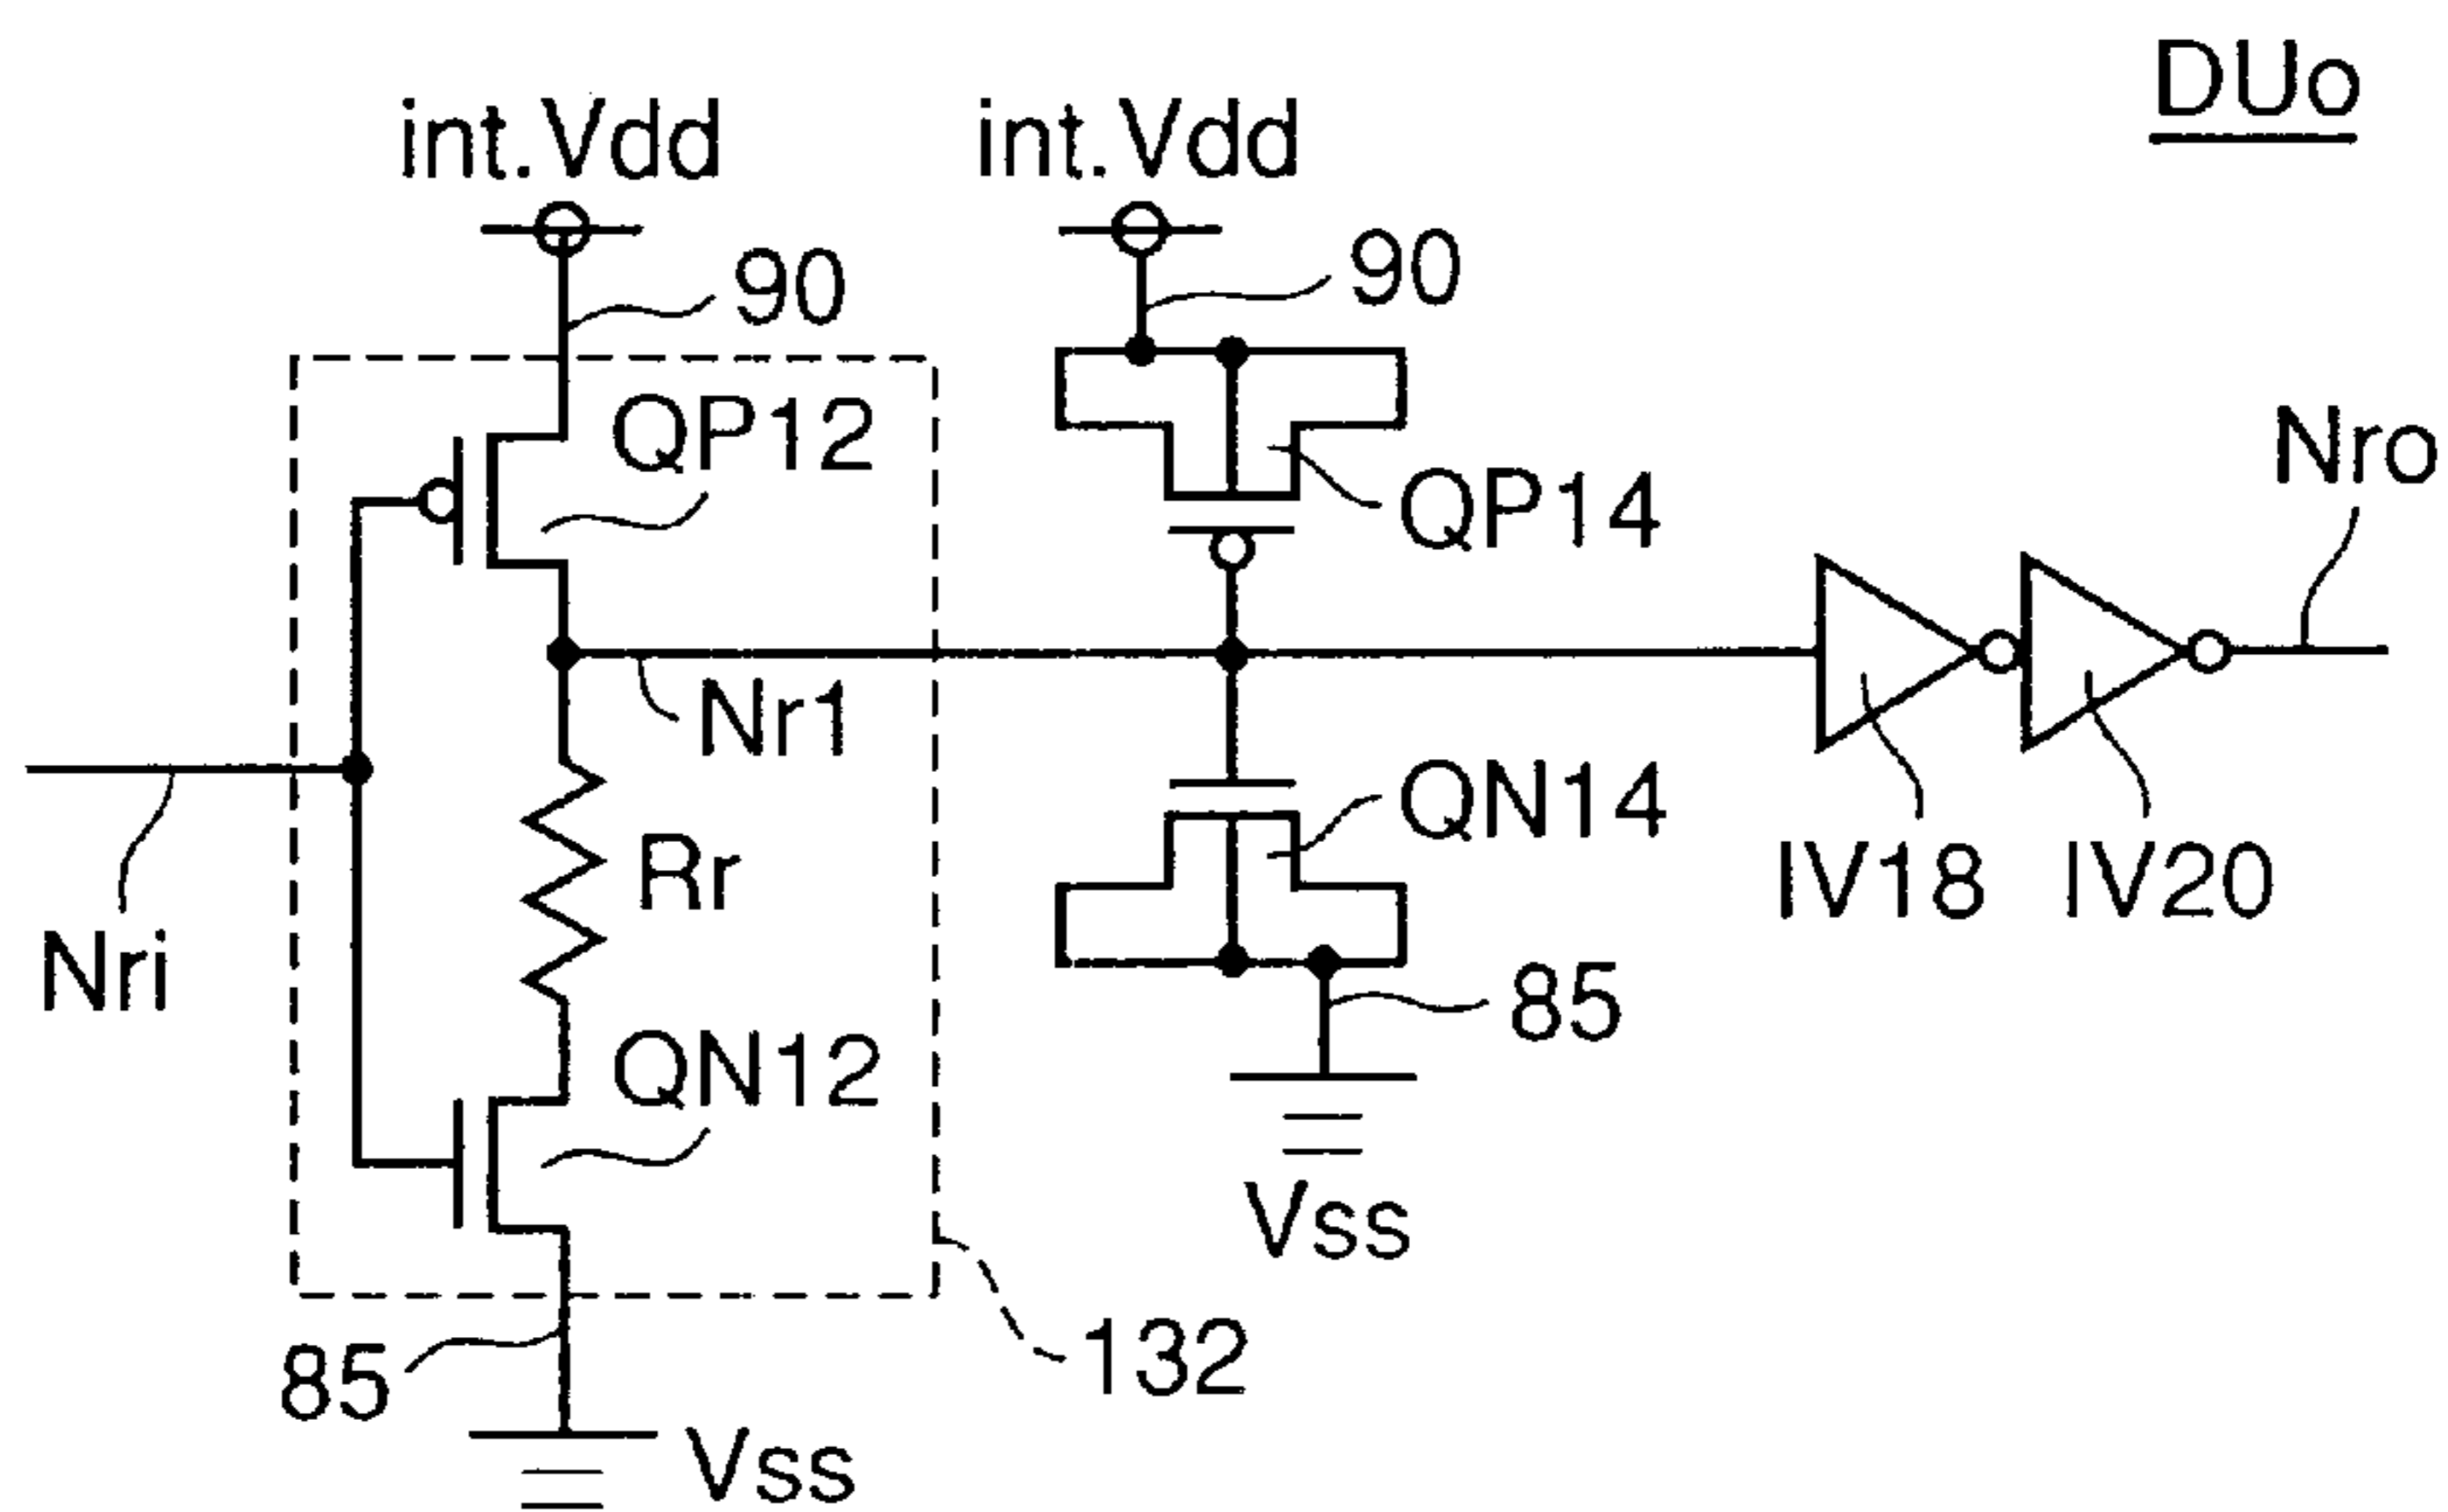 DUo
int.Vdd
int.Vdd
90
90
QP12
QP14
Nro
Nr1
Nri
Rr
QN14
IV18
IV20
QN12
85
Vss
132
85
Vss